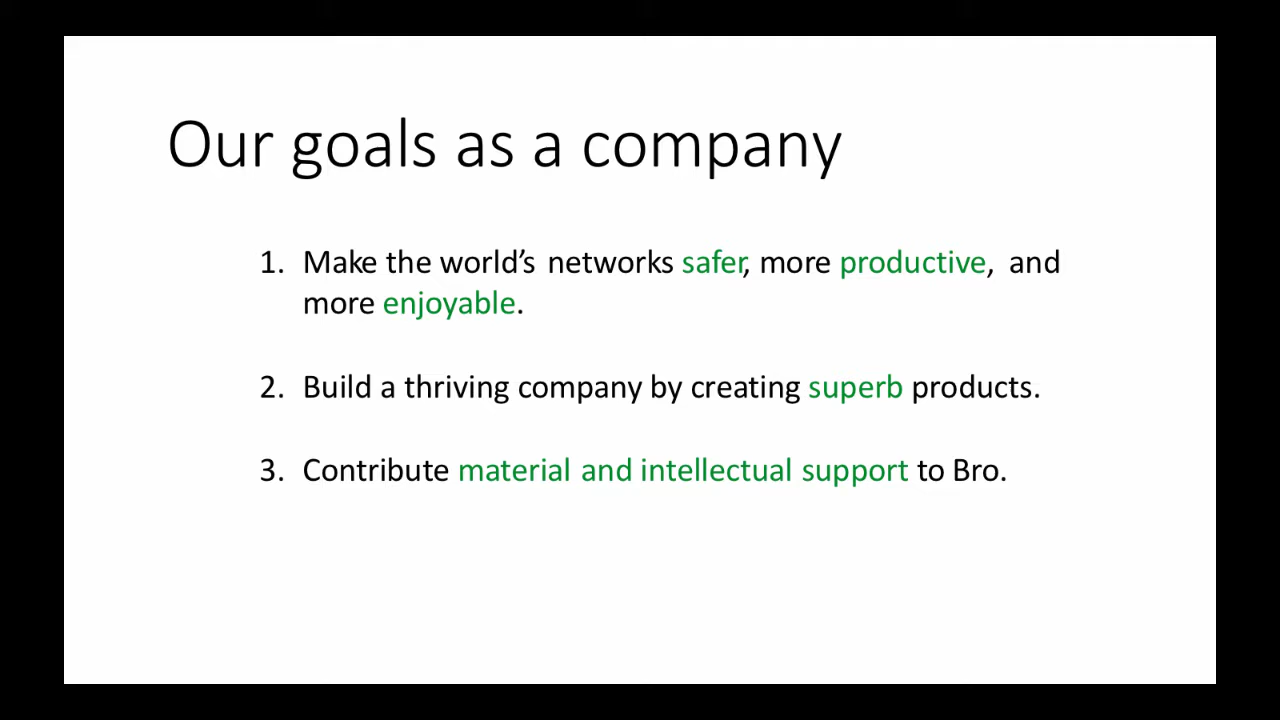 Our goals as a company
1. Make the world’s networks safer, more productive, and
more enjoyable.
2. Build a thriving company by creating superb products.
3. Contribute material and intellectual support to Bro.